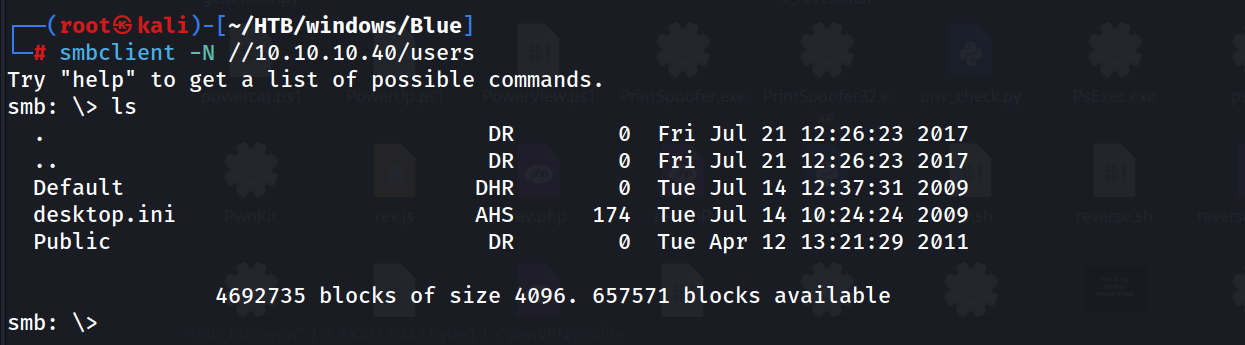 ┌──(root㉿kali)-[~/HTB/windows/Blue]
└─# smbclient -N //10.10.10.40/users
Try "help" to get a list of possible commands.
powercat.ps1 PowerUp.ps1 PowerView.ps1 PrintSpoofer.exe PrintSpoofer32.exe priv_check.py PsExec.exe
smb: \> ls
  .                                  DR        0  Fri Jul 21 12:26:23 2017
  ..                                 DR        0  Fri Jul 21 12:26:23 2017
  Default                           DHR        0  Tue Jul 14 12:37:31 2009
PwnKit rev.js rev.php reverse.sh
  desktop.ini                       AHS      174  Tue Jul 14 10:24:24 2009
  Public                             DR        0  Tue Apr 12 13:21:29 2011
                4692735 blocks of size 4096. 657571 blocks available
smb: \>